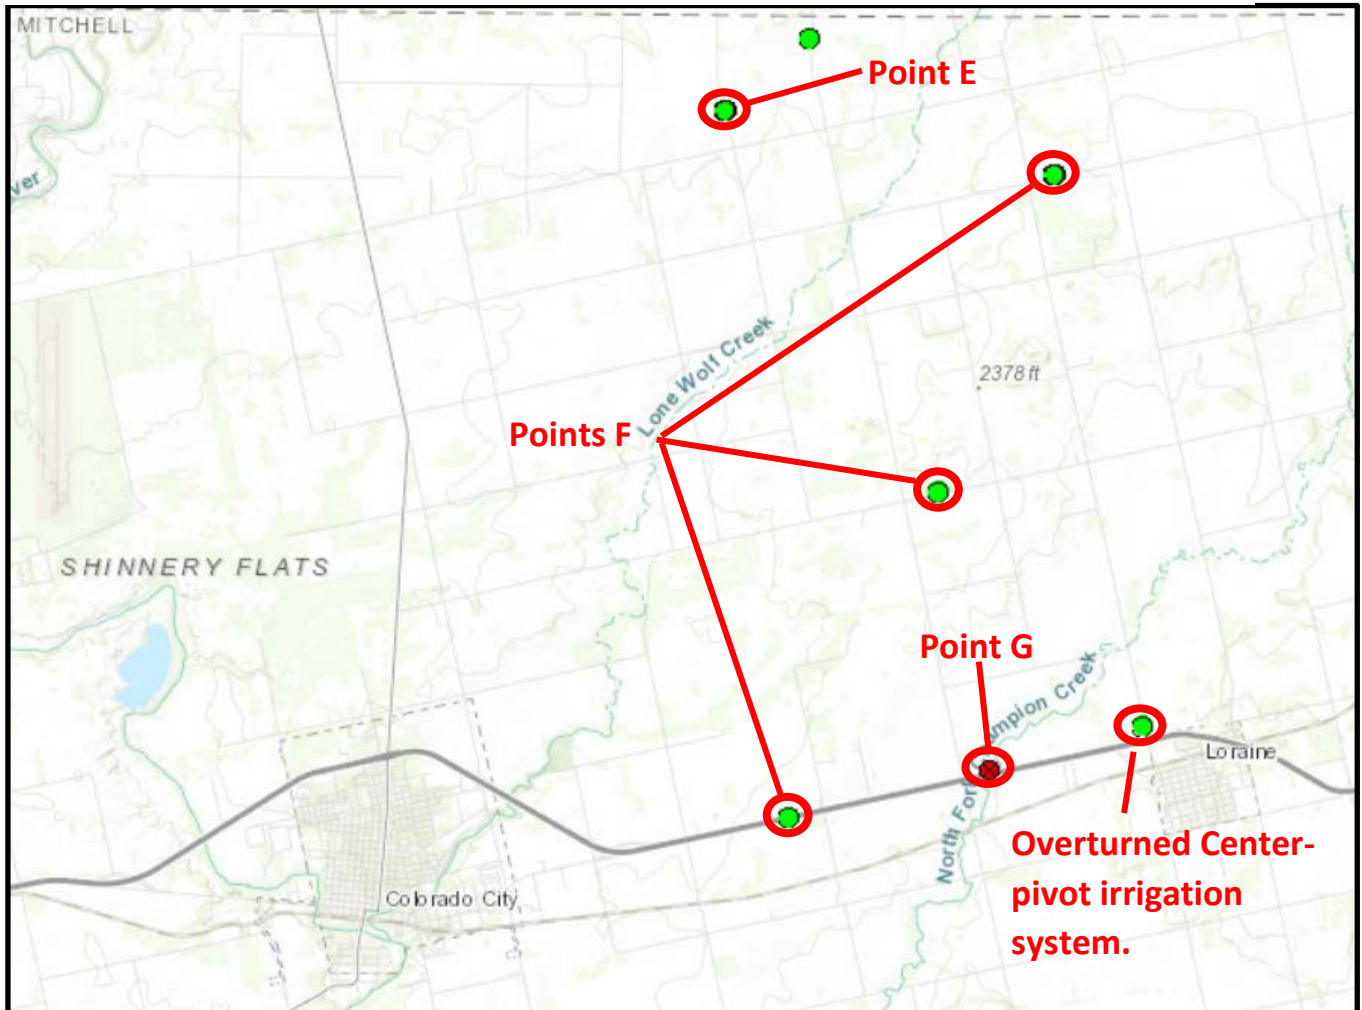 MITCHELL
Point E
ver
Lone Wolf Creek
2378 ft
Points F
SHINNERY FLATS
Point G
mpion Creek
North For
Loraine
Overturned Center-
pivot irrigation
system.
Colorado City